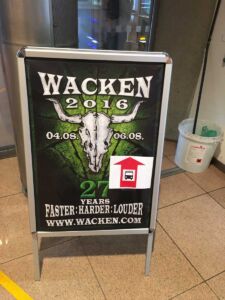 WACKEN
2016
04.08. 06.08.
27
YEARS
FASTER:HARDER:LOUDER
WWW.WACKEN.COM